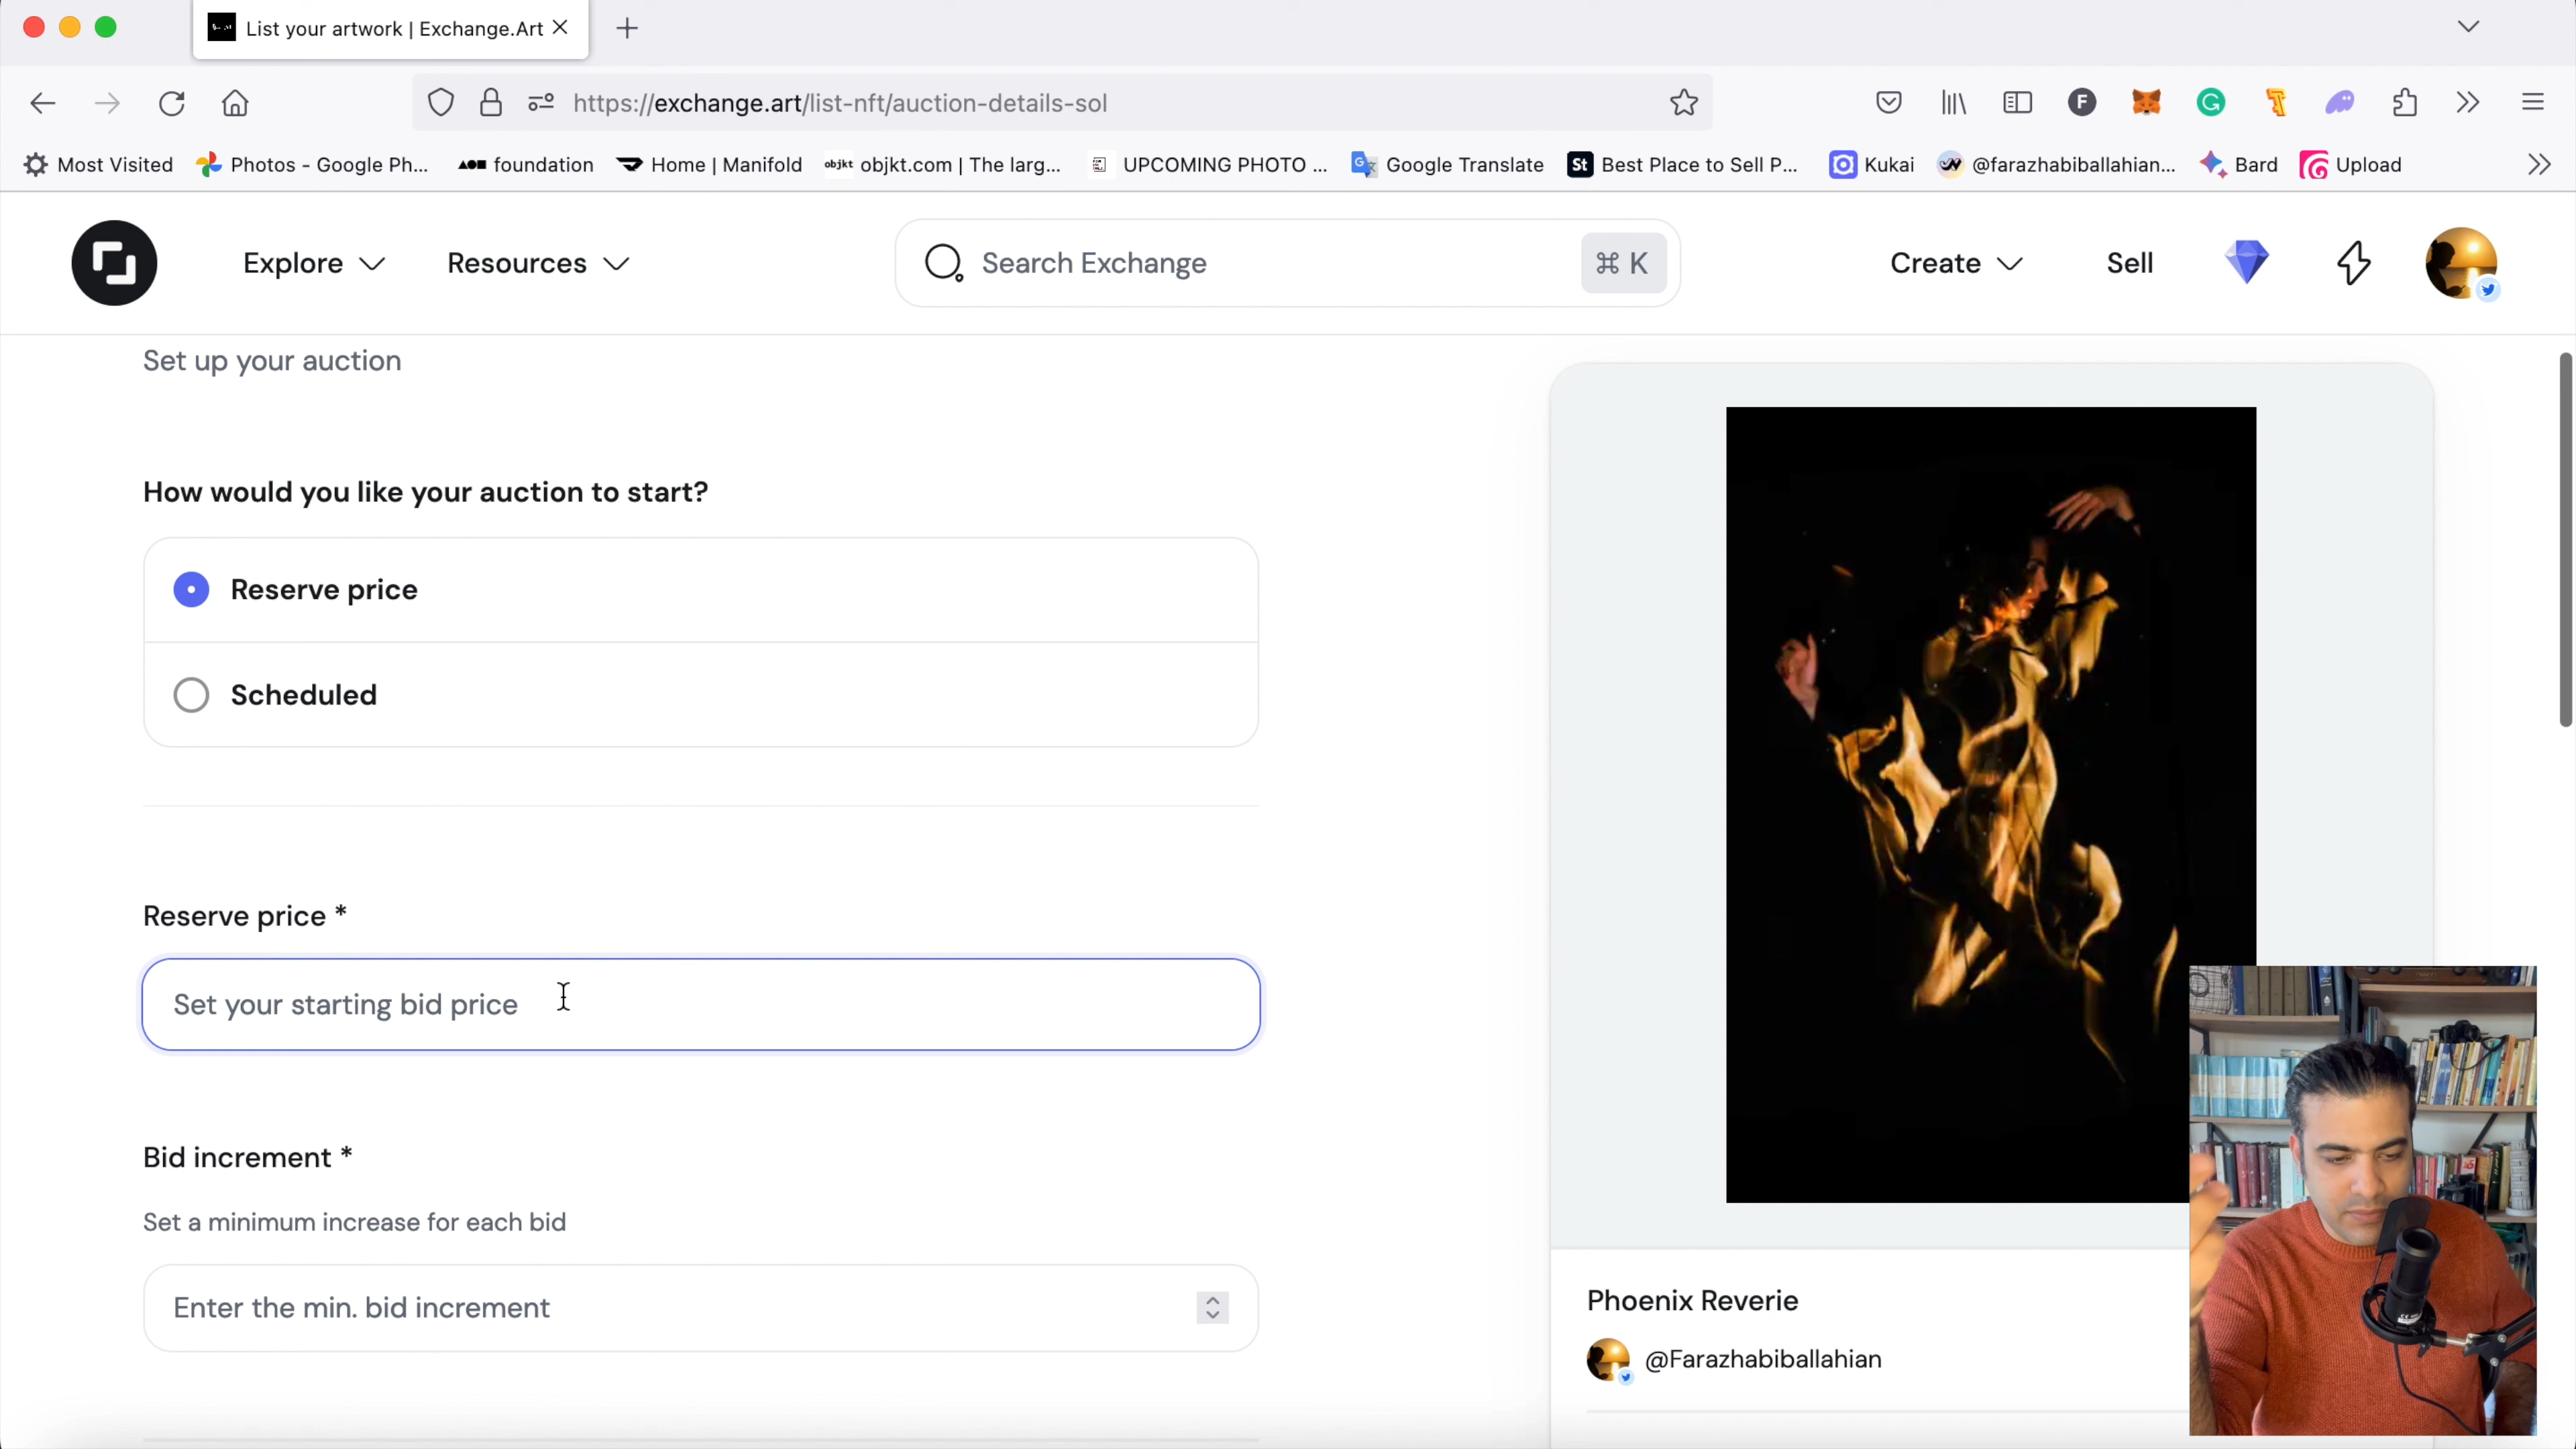 List your artwork | Exchange.Art
https://exchange.art/list-nft/auction-details-sol
Most Visited
Photos - Google Ph...
foundation
Home | Manifold
objkt objkt.com | The larg...
UPCOMING PHOTO ...
Google Translate
St Best Place to Sell P...
Kukai
@farazhabiballahian...
Bard
Upload
Explore
Resources
Search Exchange
⌘ K
Create
Sell
Set up your auction
How would you like your auction to start?
Reserve price
Scheduled
Reserve price *
Set your starting bid price
Bid increment *
Set a minimum increase for each bid
Enter the min. bid increment
Phoenix Reverie
@Farazhabiballahian